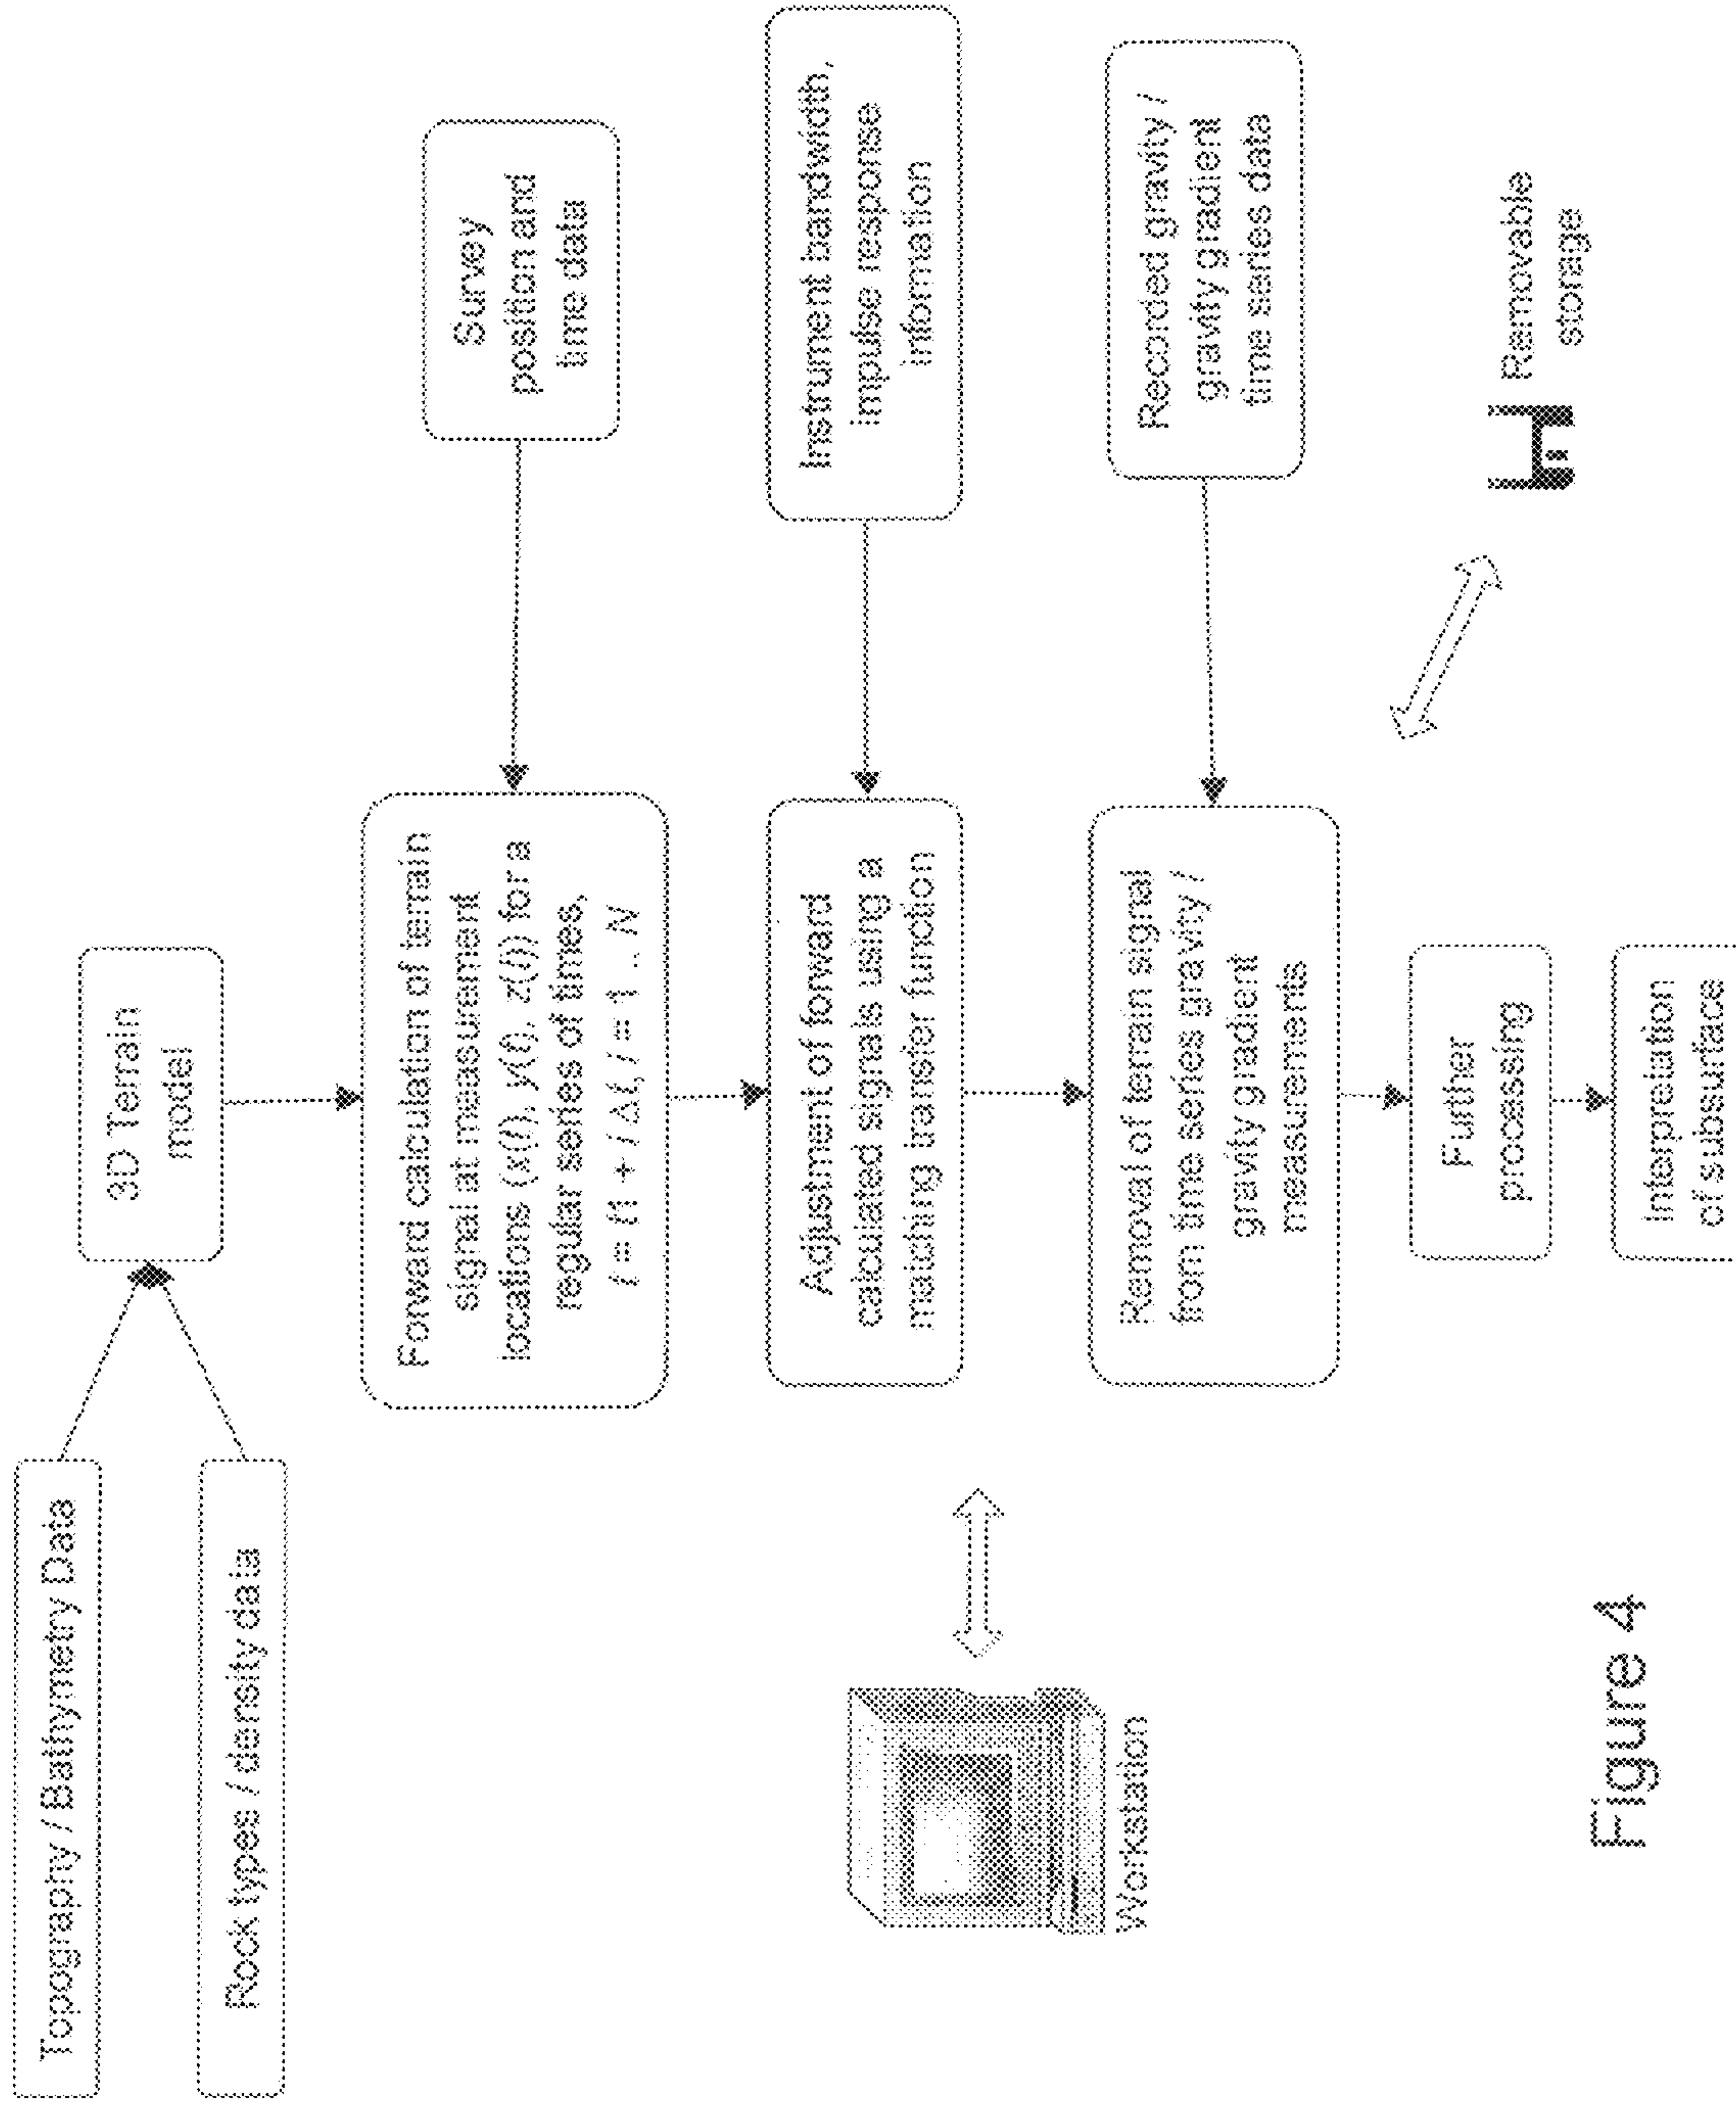 Topography / Bathymetry Data
Rock types / density data
3D Terrain
model
Forward calculation of terrain
signal at measurement
locations (x(t), y(t), z(t)) for a
regular series of times,
Survey
position and
time data
Adjustment of forward
calculated signals using a
matching transfer function
Instrument bandwidth,
impulse response
information
Removal of terrain signal
from time series gravity /
gravity gradient
measurements
Recorded gravity /
gravity gradient
time series data
Further
processing
Interpretation
of subsurface
Workstation
Removable
storage
Figure 4